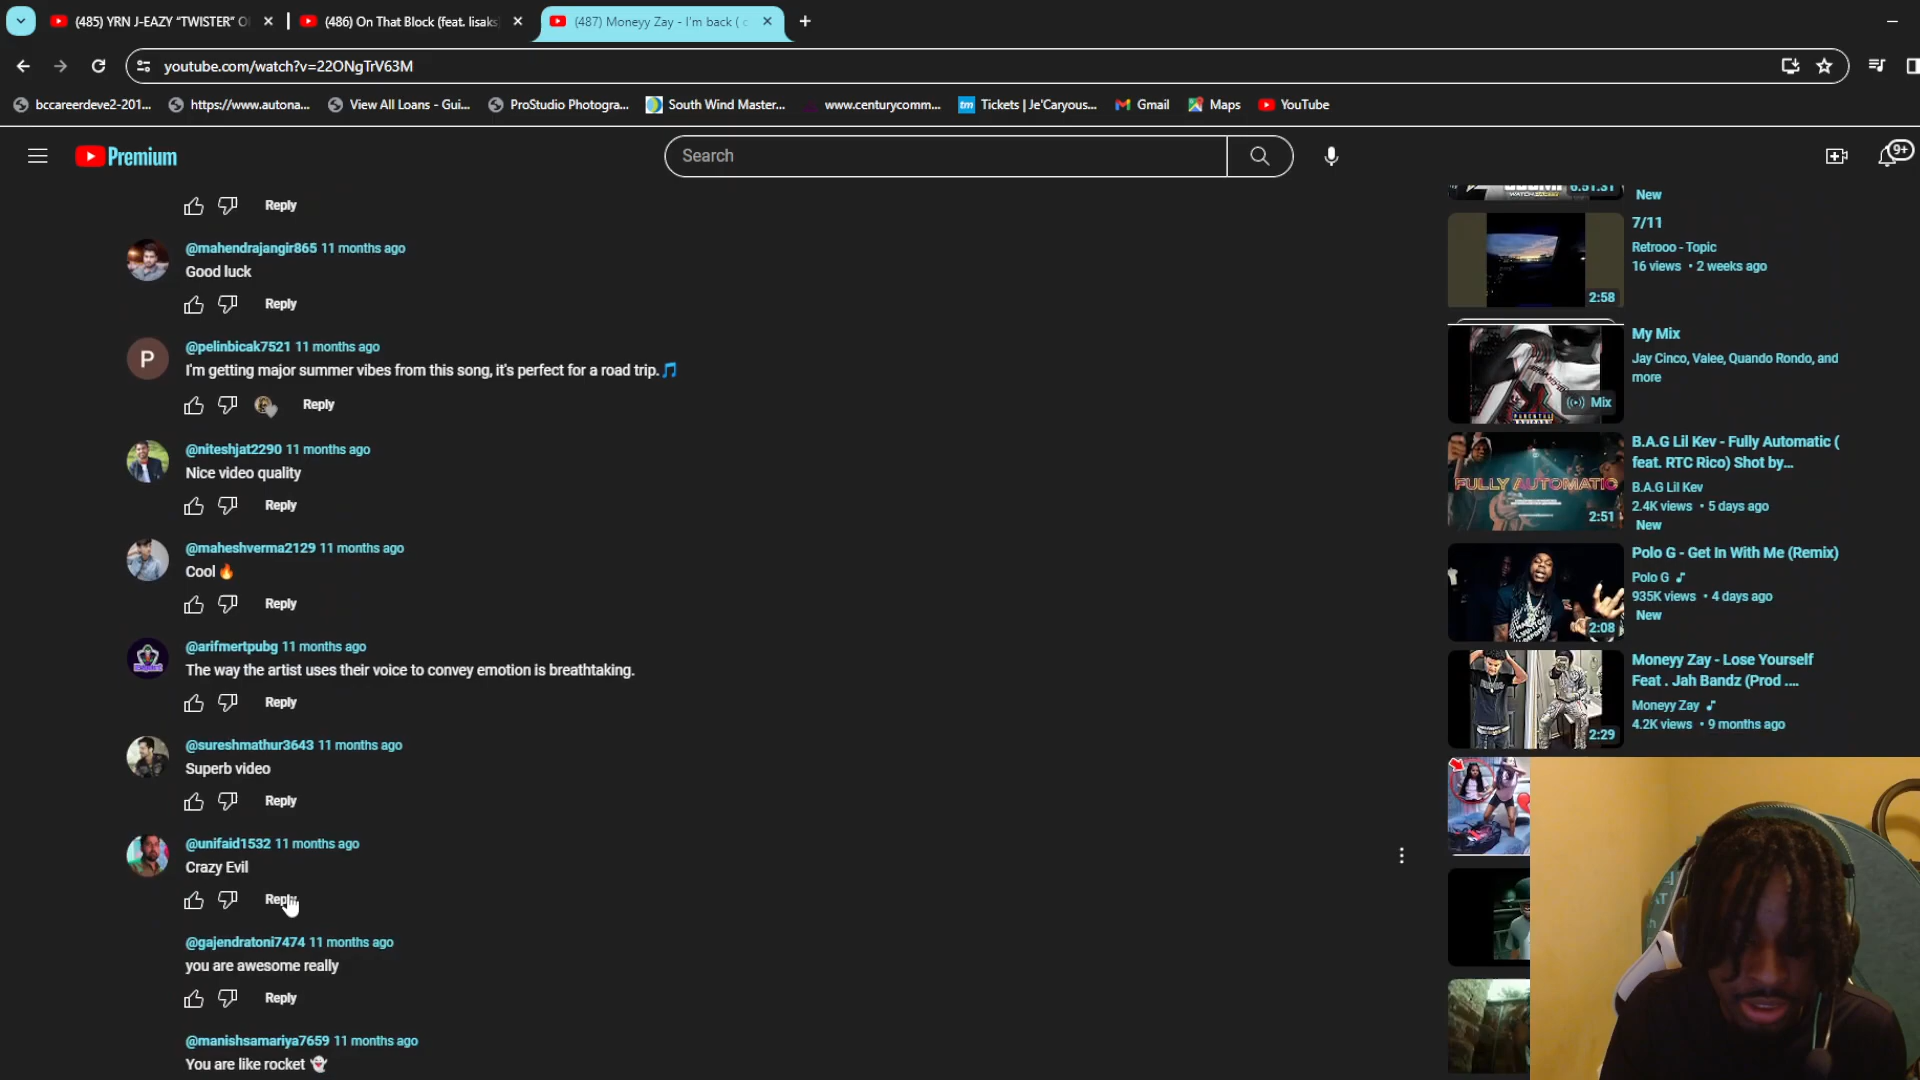 (485) YRN J-EAZY “TWISTER” O
(486) On That Block (feat. lisaks
(487) Moneyy Zay - I'm back (
youtube.com/watch?v=22ONgTrV63M
bccareerdeve2-201...
https://www.autona...
View All Loans - Gui...
ProStudio Photogra...
South Wind Master...
www.centurycomm...
tm Tickets | Je'Caryous...
Gmail
Maps
YouTube
Premium
Search
9+
Reply
@mahendrajangir865 11 months ago
Good luck
Reply
P
@pelinbicak7521 11 months ago
I'm getting major summer vibes from this song, it's perfect for a road trip.🎵
Reply
@niteshjat2290 11 months ago
Nice video quality
Reply
@maheshverma2129 11 months ago
Cool🔥
Reply
@arifmertpubg 11 months ago
The way the artist uses their voice to convey emotion is breathtaking.
Reply
@sureshmathur3643 11 months ago
Superb video
Reply
@unifaid1532 11 months ago
Crazy Evil
Reply
@gajendratoni7474 11 months ago
you are awesome really
Reply
@manishsamariya7659 11 months ago
You are like rocket 👻
6:51:31
New
7/11
Retrooo - Topic
16 views • 2 weeks ago
2:58
My Mix
Jay Cinco, Valee, Quando Rondo, and
more
Mix
B.A.G Lil Kev - Fully Automatic (
feat. RTC Rico) Shot by...
B.A.G Lil Kev
2.4K views • 5 days ago
New
FULLY AUTOMATIC
2:51
Polo G - Get In With Me (Remix)
Polo G
935K views • 4 days ago
New
2:08
Moneyy Zay - Lose Yourself
Feat . Jah Bandz (Prod ....
Moneyy Zay
4.2K views • 9 months ago
2:29